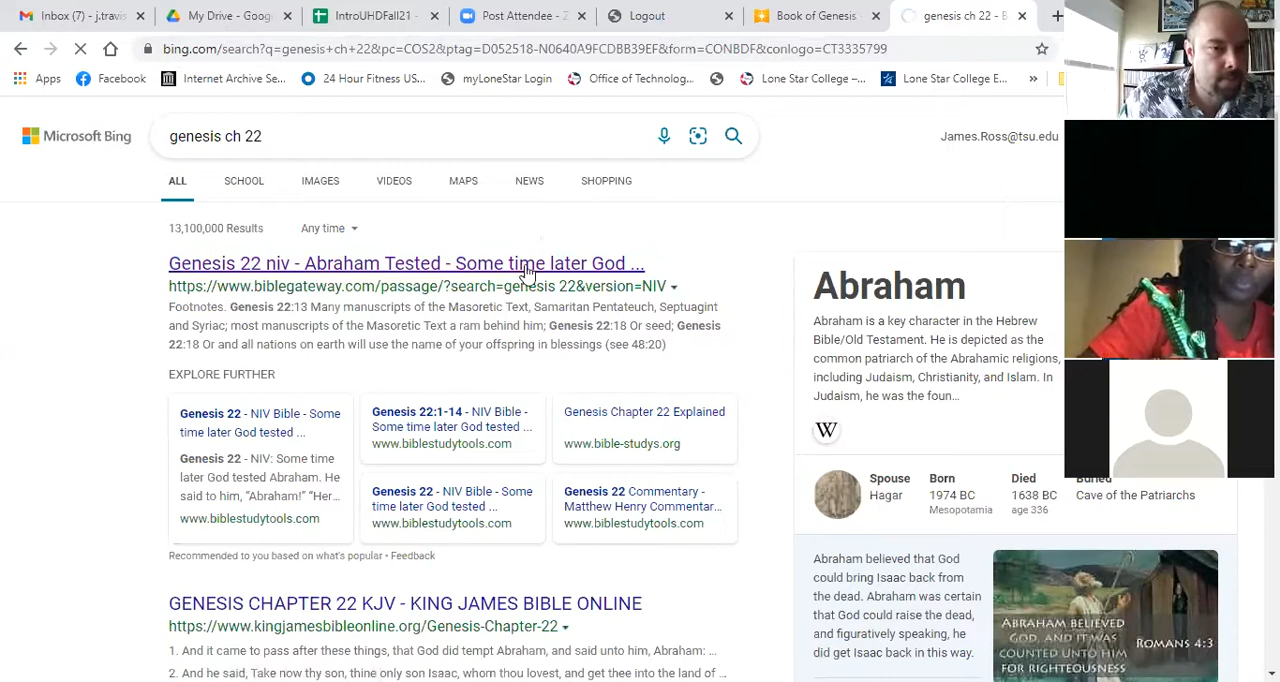 Inbox (7) - j.travis
My Drive - Goog
IntroUHDFall21 -
Post Attendee - Z
Logout
Book of Genesis
genesis ch 22 - B
bing.com/search?q=genesis+ch+22&pc=COS2&ptag=D052518-N0640A9FCDBB39EF&form=CONBDF&conlogo=CT3335799
Apps
Facebook
Internet Archive Se...
24 Hour Fitness US...
myLoneStar Login
Office of Technolog...
Lone Star College –...
Lone Star College E...
»
Microsoft Bing
genesis ch 22
James.Ross@tsu.edu
ALL
SCHOOL
IMAGES
VIDEOS
MAPS
NEWS
SHOPPING
13,100,000 Results
Any time
Genesis 22 niv - Abraham Tested - Some time later God ...
https://www.biblegateway.com/passage/?search=genesis 22&version=NIV
Footnotes. Genesis 22:13 Many manuscripts of the Masoretic Text, Samaritan Pentateuch, Septuagint
and Syriac; most manuscripts of the Masoretic Text a ram behind him; Genesis 22:18 Or seed; Genesis
22:18 Or and all nations on earth will use the name of your offspring in blessings (see 48:20)
EXPLORE FURTHER
Genesis 22 - NIV Bible - Some
time later God tested ...
Genesis 22 - NIV: Some time
later God tested Abraham. He
said to him, “Abraham!” “Her...
www.biblestudytools.com
Genesis 22:1-14 - NIV Bible -
Some time later God tested ...
www.biblestudytools.com
Genesis Chapter 22 Explained
www.bible-studys.org
Genesis 22 - NIV Bible - Some
time later God tested ...
www.biblestudytools.com
Genesis 22 Commentary -
Matthew Henry Commentar...
www.biblestudytools.com
Recommended to you based on what's popular • Feedback
GENESIS CHAPTER 22 KJV - KING JAMES BIBLE ONLINE
https://www.kingjamesbibleonline.org/Genesis-Chapter-22
1. And it came to pass after these things, that God did tempt Abraham, and said unto him, Abraham: ...
2. And he said, Take now thy son, thine only son Isaac, whom thou lovest, and get thee into the land of ...
Abraham
Abraham is a key character in the Hebrew
Bible/Old Testament. He is depicted as the
common patriarch of the Abrahamic religions,
including Judaism, Christianity, and Islam. In
Judaism, he was the foun...
W
Spouse
Hagar
Born
1974 BC
Mesopotamia
Died
1638 BC
age 336
Buried
Cave of the Patriarchs
Abraham believed that God
could bring Isaac back from
the dead. Abraham was certain
that God could raise the dead,
and figuratively speaking, he
did get Isaac back in this way.
ABRAHAM BELIEVED
GOD, AND IT WAS
COUNTED UNTO HIM
FOR RIGHTEOUSNESS
ROMANS 4:3